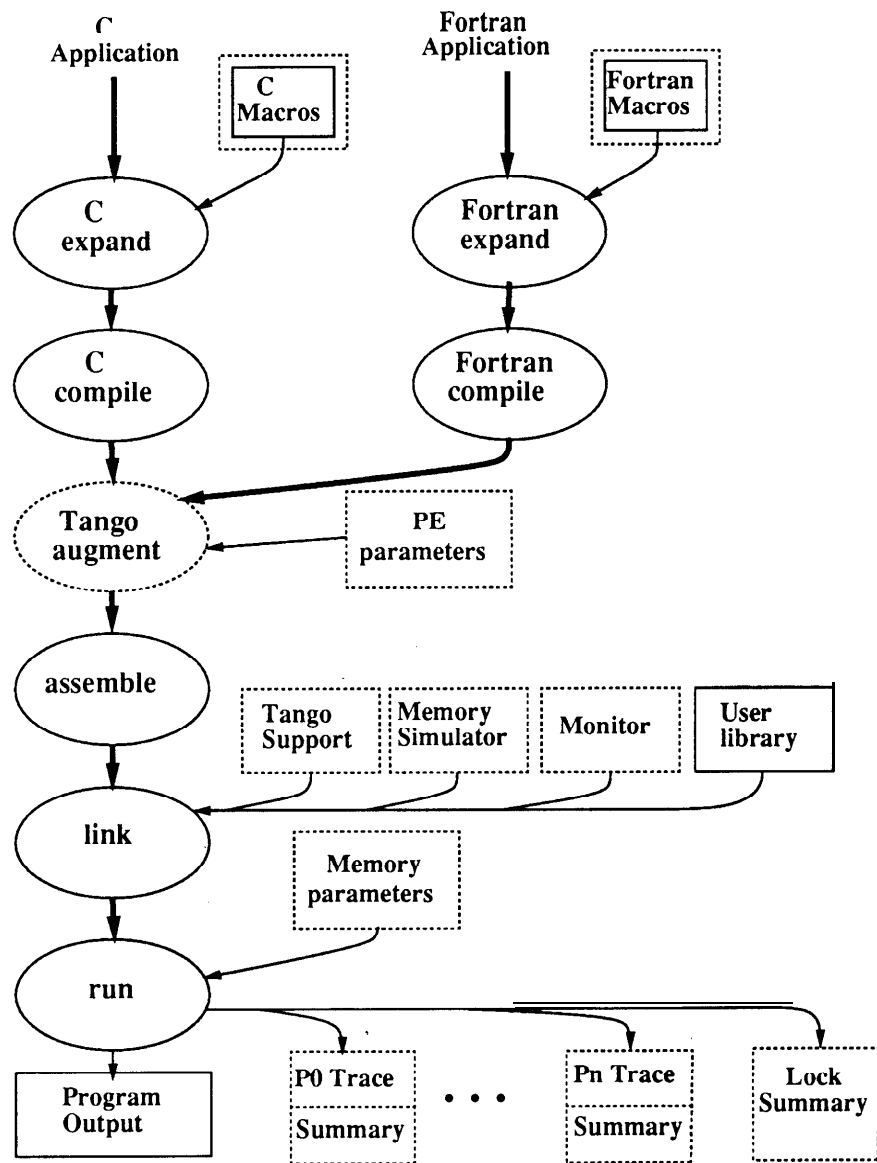 C
Application
Fortran
Application
C
Macros
Fortran
Macros
C
expand
Fortran
expand
C
compile
Fortran
compile
Tango
augment
PE
parameters
assemble
Tango
Support
Memory
Simulator
Monitor
User
library
link
Memory
parameters
run
P0 Trace
Summary
• • •
Pn Trace
Summary
Lock
Summary
Program
Output